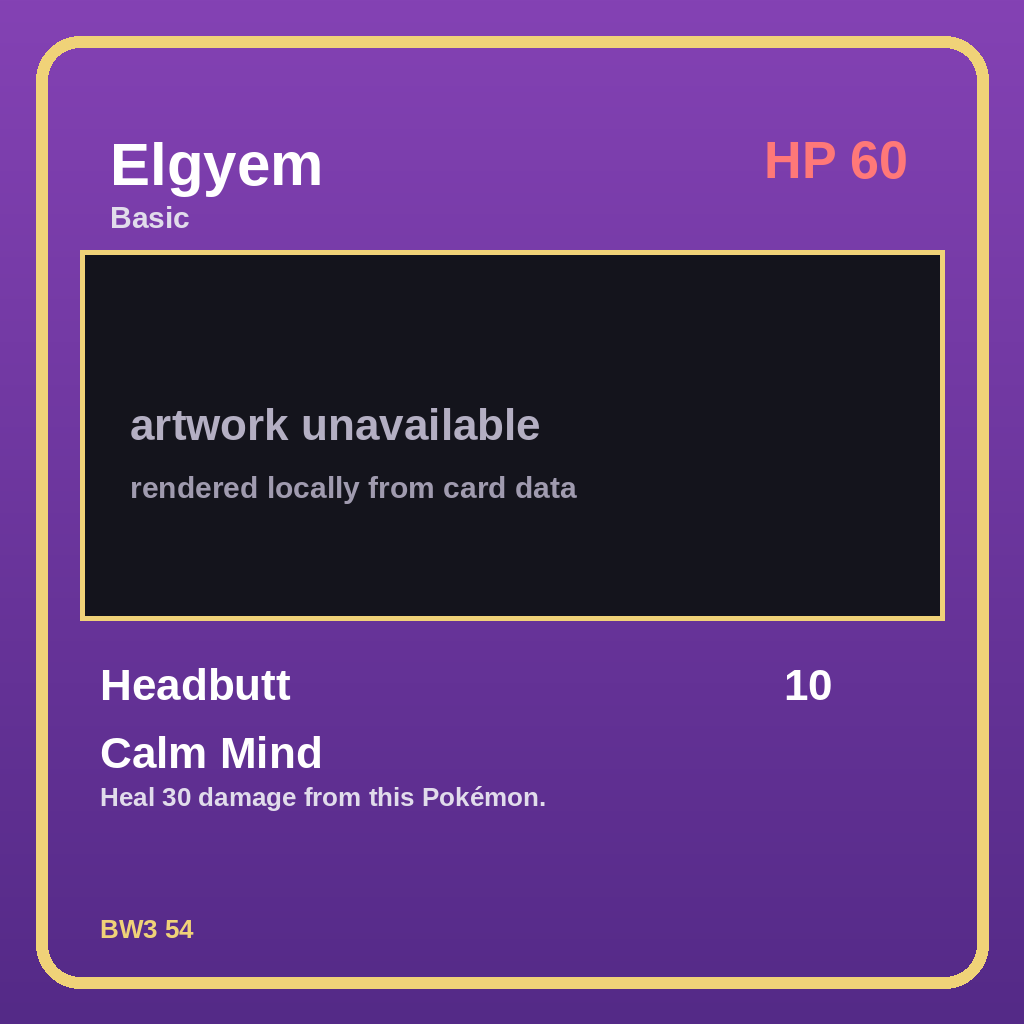 Elgyem
HP 60
Basic
artwork unavailable
rendered locally from card data
Headbutt 10
Calm Mind
Heal 30 damage from this Pokémon.
BW3 54